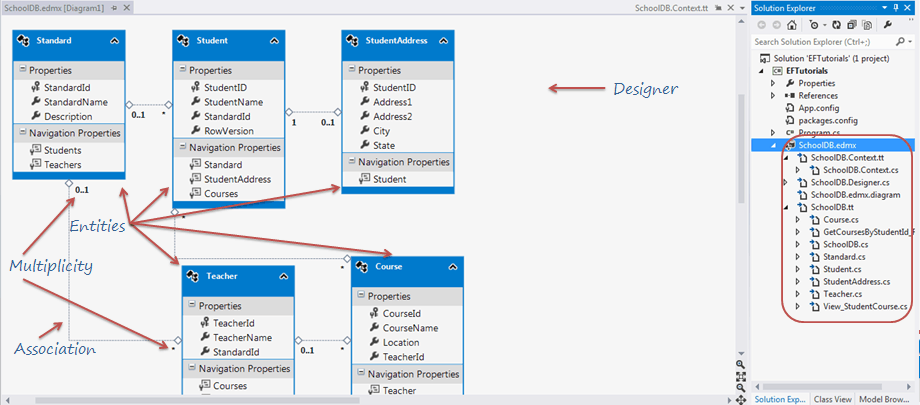 SchoolDB.edmx [Diagram1]
SchoolDB.Context.tt
Standard
Properties
StandardId
StandardName
Description
Navigation Properties
Students
Teachers
0..1
*
Student
Properties
StudentID
StudentName
StandardId
RowVersion
Navigation Properties
Standard
StudentAddress
Courses
1
0..1
StudentAddress
Properties
StudentID
Address1
Address2
City
State
Navigation Properties
Student
Designer
0..1
Entities
*
Multiplicity
*
Association
*
Teacher
Properties
TeacherId
TeacherName
StandardId
Navigation Properties
Courses
0..1
*
Course
Properties
CourseId
CourseName
Location
TeacherId
Navigation Properties
Teacher
Solution Explorer
Search Solution Explorer (Ctrl+;)
Solution 'EFTutorials' (1 project)
EFTutorials
Properties
References
App.config
packages.config
Program.cs
SchoolDB.edmx
SchoolDB.Context.tt
SchoolDB.Context.cs
SchoolDB.Designer.cs
SchoolDB.edmx.diagram
SchoolDB.tt
Course.cs
GetCoursesByStudentId_
SchoolDB.cs
Standard.cs
Student.cs
StudentAddress.cs
Teacher.cs
View_StudentCourse.cs
Solution Exp...
Class View
Model Brow...